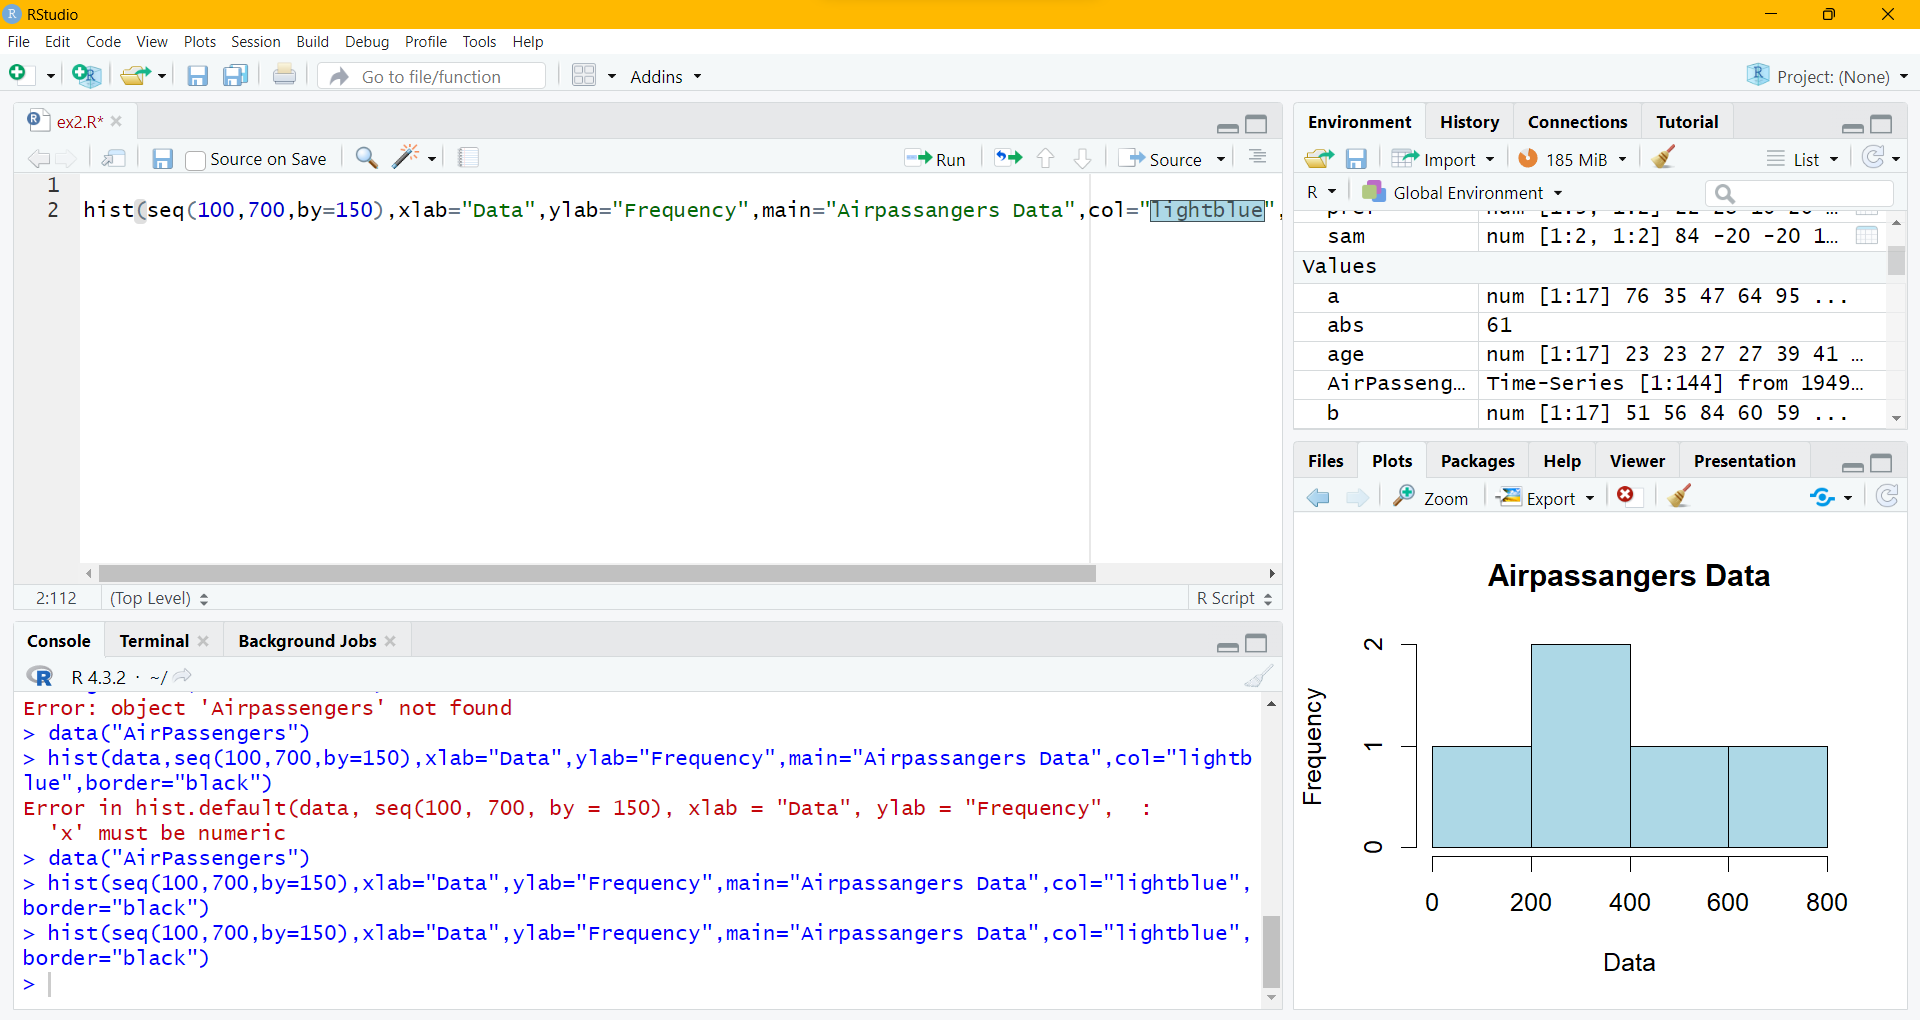 RStudio
File Edit Code View Plots Session Build Debug Profile Tools Help
Go to file/function Addins Project: (None)
ex2.R*
Source on Save Run Source
1
2 hist(seq(100,700,by=150),xlab="Data",ylab="Frequency",main="Airpassangers Data",col="lightblue",
2:112 (Top Level) R Script
Console Terminal Background Jobs
R 4.3.2 · ~/
Error: object 'Airpassengers' not found
> data("AirPassengers")
> hist(data,seq(100,700,by=150),xlab="Data",ylab="Frequency",main="Airpassangers Data",col="lightb
lue",border="black")
Error in hist.default(data, seq(100, 700, by = 150), xlab = "Data", ylab = "Frequency", :
'x' must be numeric
> data("AirPassengers")
> hist(seq(100,700,by=150),xlab="Data",ylab="Frequency",main="Airpassangers Data",col="lightblue",
border="black")
> hist(seq(100,700,by=150),xlab="Data",ylab="Frequency",main="Airpassangers Data",col="lightblue",
border="black")
>
Environment History Connections Tutorial
Import 185 MiB List
R Global Environment
sam num [1:2, 1:2] 84 -20 -20 1…
Values
a num [1:17] 76 35 47 64 95 ...
abs 61
age num [1:17] 23 23 27 27 39 41 …
AirPasseng… Time-Series [1:144] from 1949…
b num [1:17] 51 56 84 60 59 ...
Files Plots Packages Help Viewer Presentation
Zoom Export
Airpassangers Data
Frequency
2
1
0
0 200 400 600 800
Data